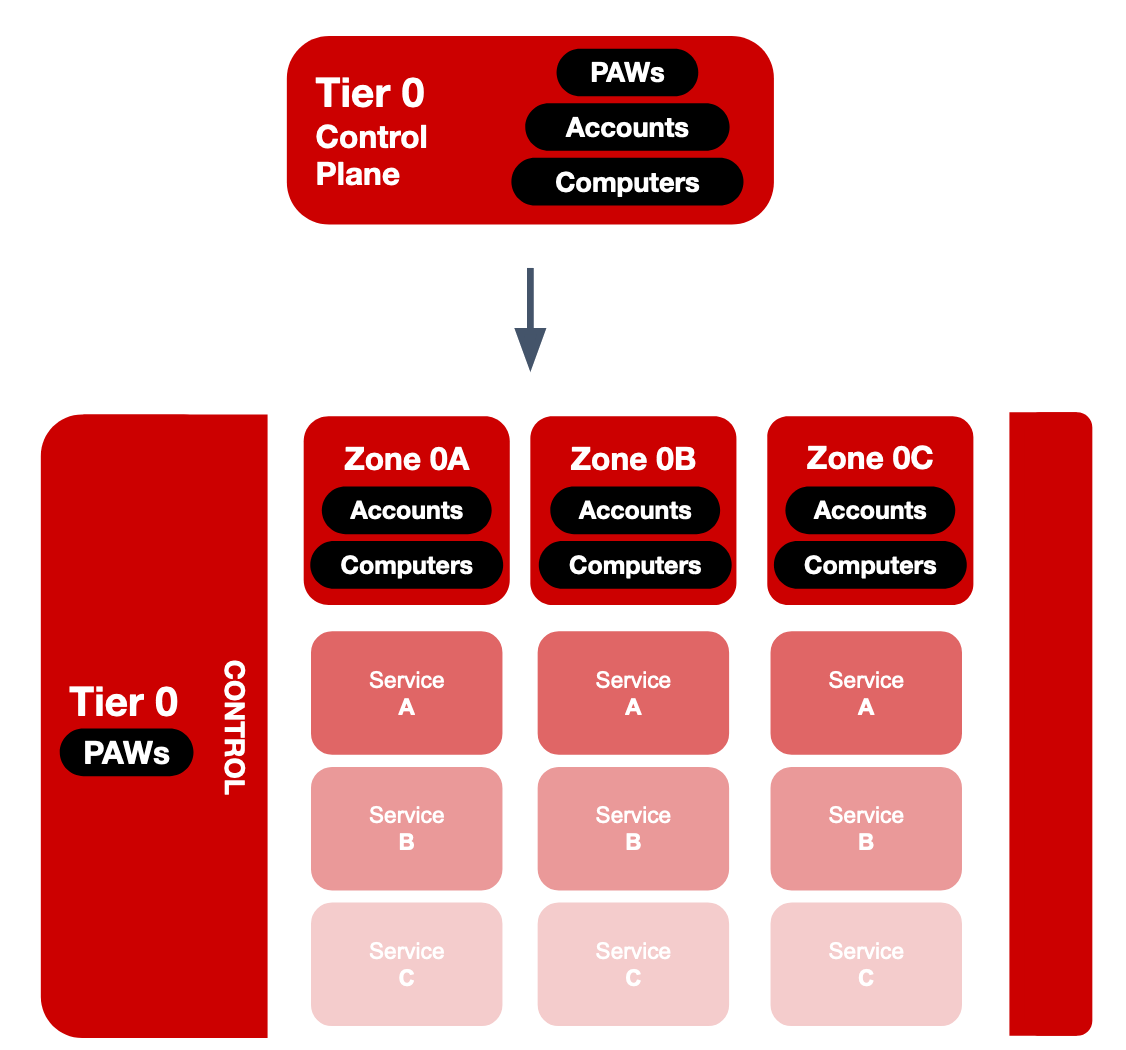 Tier 0
Control
Plane
PAWs
Accounts
Computers
Tier 0
PAWs
CONTROL
Zone 0A
Accounts
Computers
Service
A
Service
B
Service
C
Zone 0B
Accounts
Computers
Service
A
Service
B
Service
C
Zone 0C
Accounts
Computers
Service
A
Service
B
Service
C